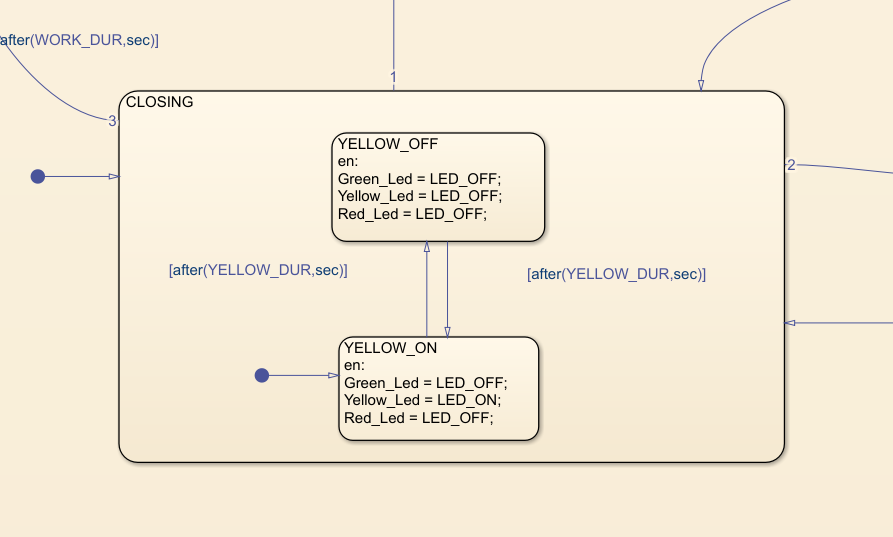 after(WORK_DUR,sec)]
1
CLOSING
3
YELLOW_OFF
en:
Green_Led = LED_OFF;
Yellow_Led = LED_OFF;
Red_Led = LED_OFF;
2
[after(YELLOW_DUR,sec)]
[after(YELLOW_DUR,sec)]
YELLOW_ON
en:
Green_Led = LED_OFF;
Yellow_Led = LED_ON;
Red_Led = LED_OFF;